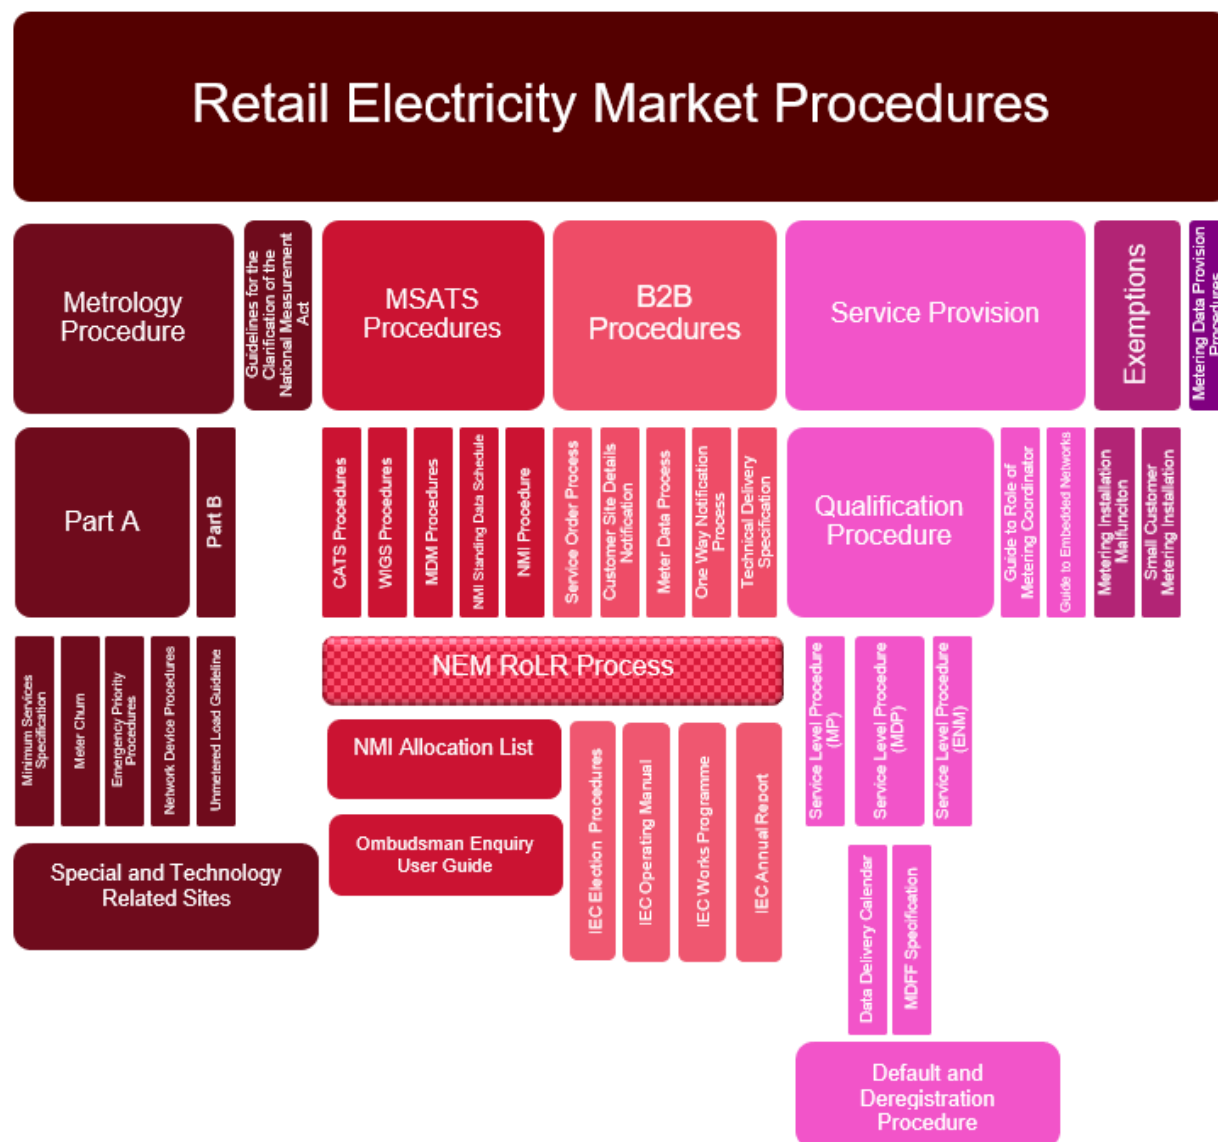 Retail Electricity Market Procedures
Metrology
Procedure
Guidelines for the
Clarification of the
National Measurement
Act
MSATS
Procedures
B2B
Procedures
Service Provision
Exemptions
Metering Data Provision
Procedures
Part A
Part B
CATS Procedures
WIGS Procedures
MDM Procedures
NMI Standing Data Schedule
NMI Procedure
Service Order Process
Customer Site Details
Notification
Meter Data Process
One Way Notification
Process
Technical Delivery
Specification
Qualification
Procedure
Guide to Role of
Metering Coordinator
Guide to Embedded Networks
Metering Installation
Malfunciton
Small Customer
Metering Installation
Minimum Services
Specification
Meter Churn
Emergency Priority
Procedures
Network Device Procedures
Unmetered Load Guideline
NEM RoLR Process
Service Level Procedure
(MP)
Service Level Procedure
(MDP)
Service Level Procedure
(ENM)
NMI Allocation List
Ombudsman Enquiry
User Guide
IEC Election Procedures
IEC Operating Manual
IEC Works Programme
IEC Annual Report
Special and Technology
Related Sites
Data Delivery Calendar
MDFF Specification
Default and
Deregistration
Procedure